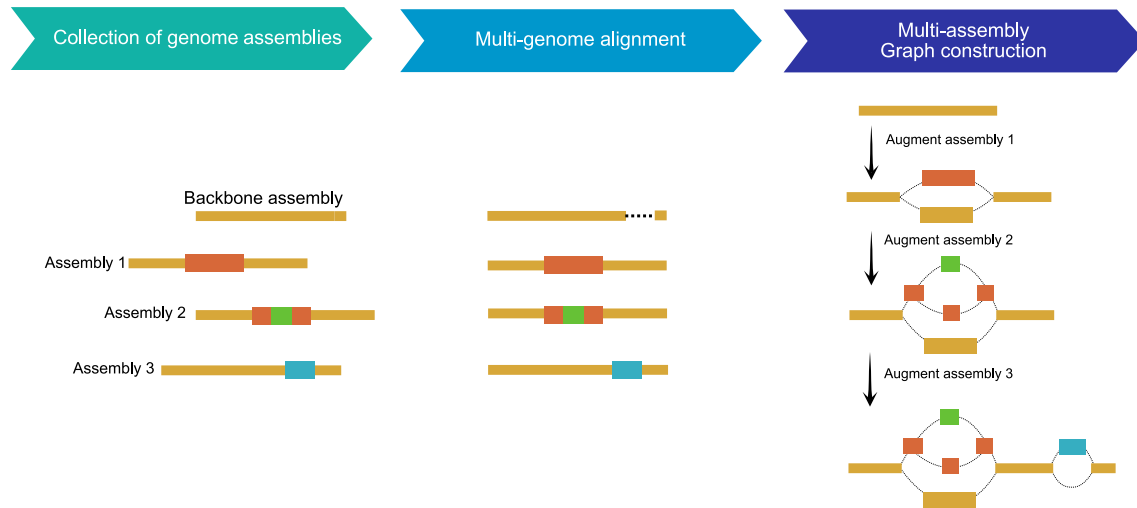 Collection of genome assemblies
Multi-genome alignment
Multi-assembly
Graph construction
Backbone assembly
Assembly 1
Assembly 2
Assembly 3
Augment assembly 1
Augment assembly 2
Augment assembly 3